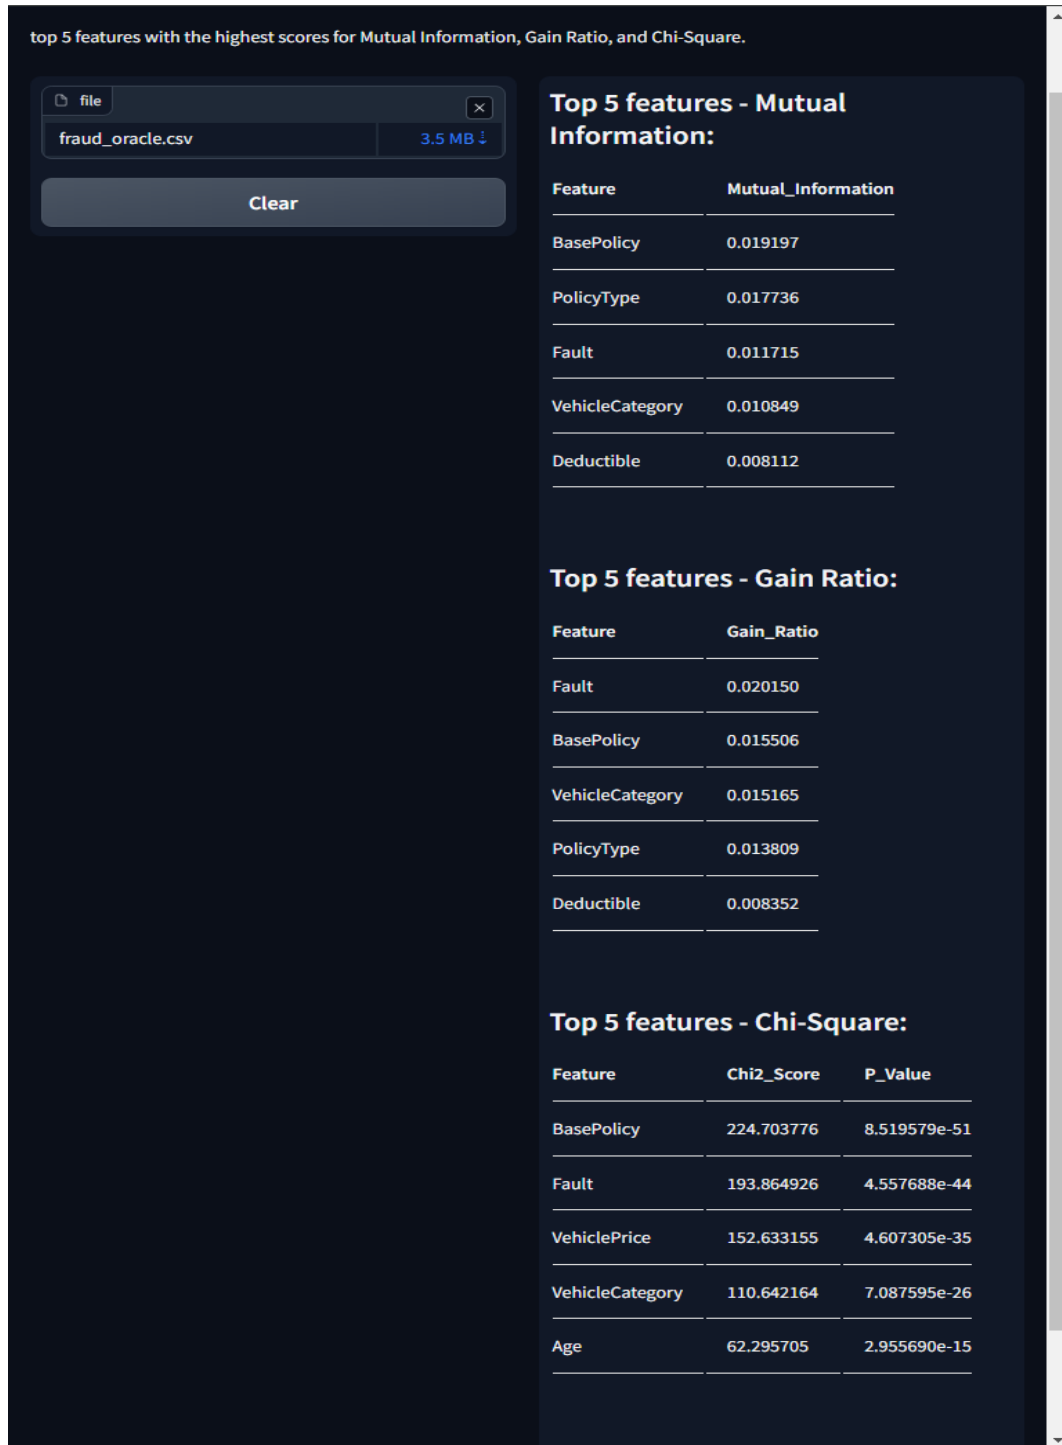 top 5 features with the highest scores for Mutual Information, Gain Ratio, and Chi-Square.
file
fraud_oracle.csv 3.5 MB ⇣
Clear
Top 5 features - Mutual
Information:
Feature Mutual_Information
BasePolicy 0.019197
PolicyType 0.017736
Fault 0.011715
VehicleCategory 0.010849
Deductible 0.008112
Top 5 features - Gain Ratio:
Feature Gain_Ratio
Fault 0.020150
BasePolicy 0.015506
VehicleCategory 0.015165
PolicyType 0.013809
Deductible 0.008352
Top 5 features - Chi-Square:
Feature Chi2_Score P_Value
BasePolicy 224.703776 8.519579e-51
Fault 193.864926 4.557688e-44
VehiclePrice 152.633155 4.607305e-35
VehicleCategory 110.642164 7.087595e-26
Age 62.295705 2.955690e-15